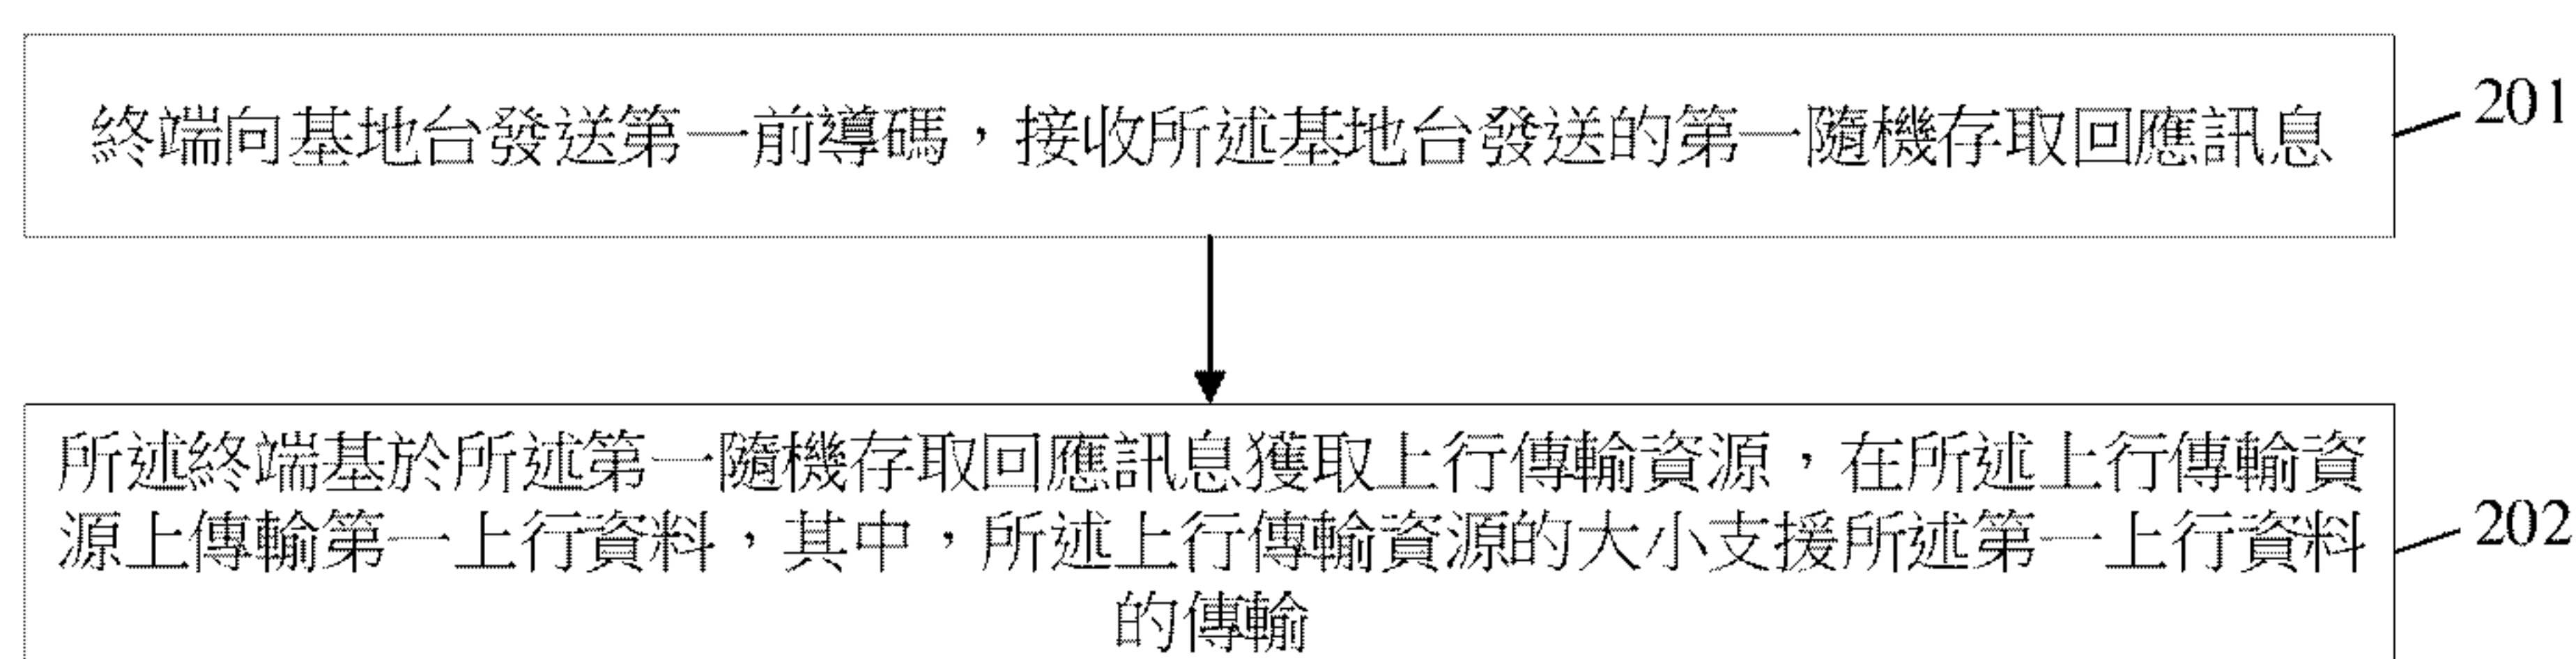 終端向基地台發送第一前導碼，接收所述基地台發送的第一隨機存取回應訊息
201
所述終端基於所述第一隨機存取回應訊息獲取上行傳輸資源，在所述上行傳輸資
源上傳輸第一上行資料，其中，所述上行傳輸資源的大小支援所述第一上行資料
的傳輸
202